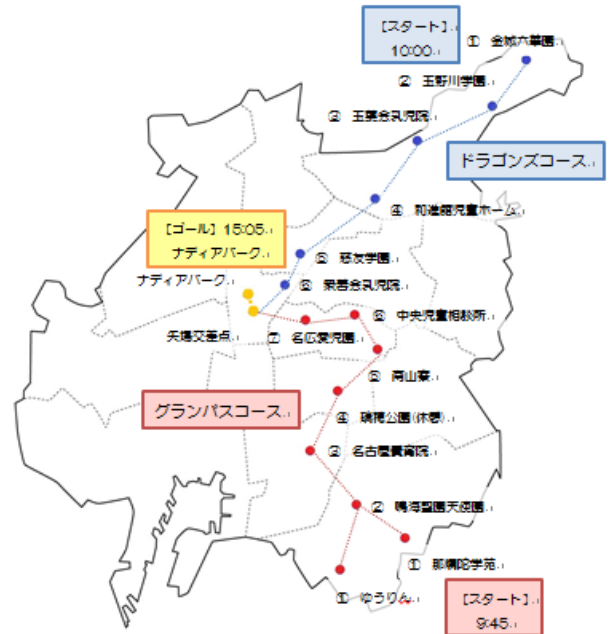 【スタート】
10:00
① 金城六華園
② 玉野川学園
③ 玉葉会乳児院
ドラゴンズコース
④ 和進館児童ホーム
【ゴール】 15:05
ナディアパーク
⑤ 慈友学園
ナディアパーク
⑥ 衆善会乳児院
矢場交差点
⑥ 中央児童相談所
⑦ 名広愛児園
⑤ 南山寮
グランパスコース
④ 瑞穂公園(休憩)
③ 名古屋養育院
② 鳴海聖園天使園
① 那爛陀学苑
① ゆうりん
【スタート】
9:45